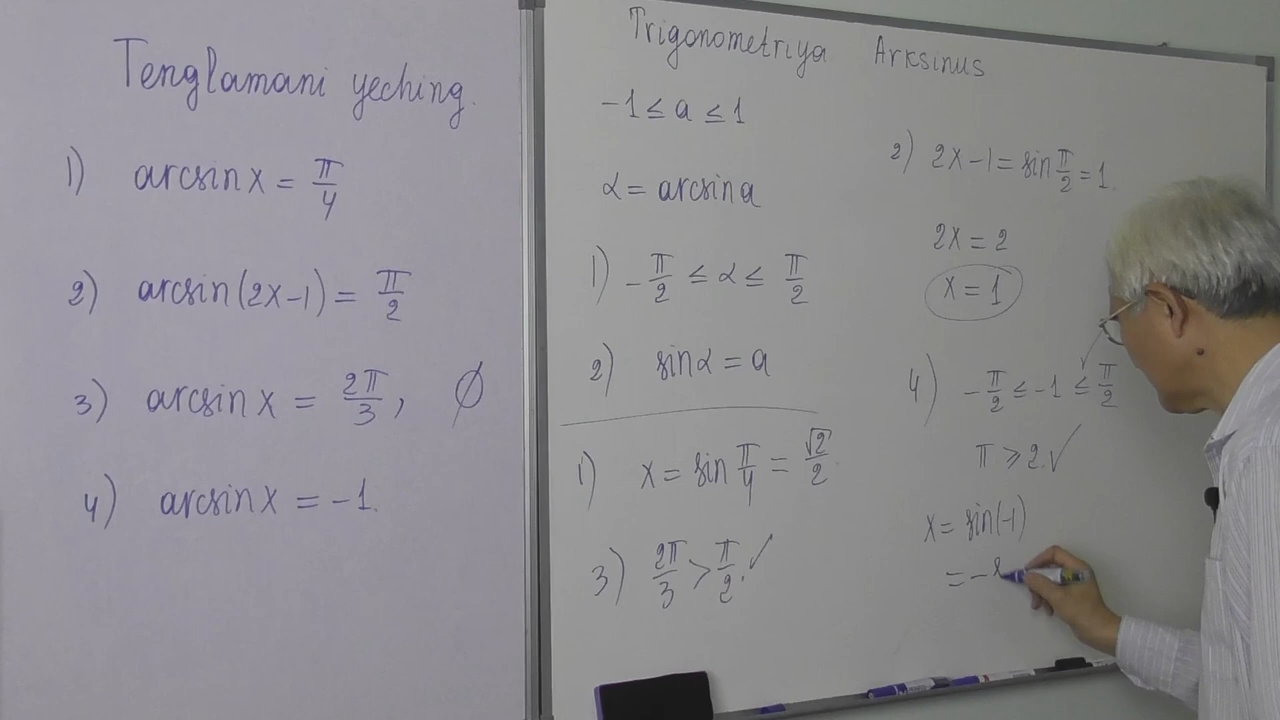 Tenglamani yeching.
1) arcsin x = π/4
2) arcsin(2x-1) = π/2
3) arcsin x = 2π/3, ∅
4) arcsin x = -1.
Trigonometriya Arksinus
-1 ≤ a ≤ 1
α = arcsin a
1) -π/2 ≤ α ≤ π/2
2) sin α = a
1) x = sin π/4 = √2/2.
3) 2π/3 > π/2. ✓
2) 2x-1 = sin π/2 = 1.
2x = 2
x = 1
4) -π/2 ≤ -1 ≤ π/2 ✓
π ≥ 2. ✓
x = sin(-1)
= -s